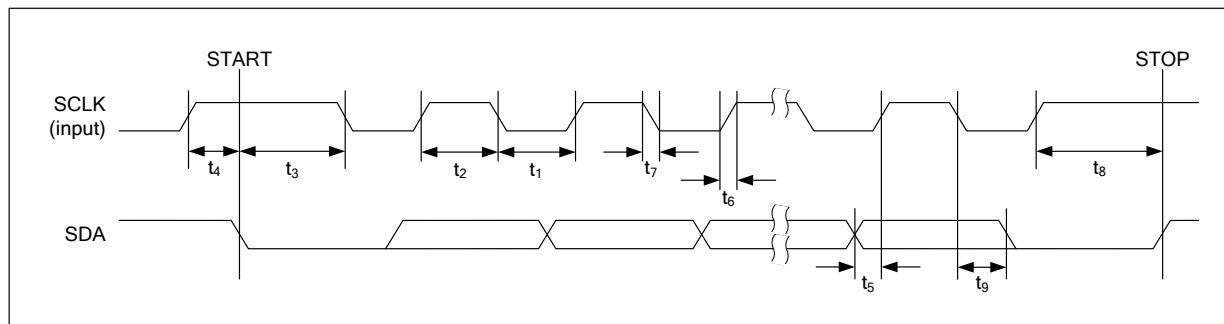 START
STOP
SCLK
(input)
t4
t3
t2
t1
t7
t6
t8
SDA
t5
t9